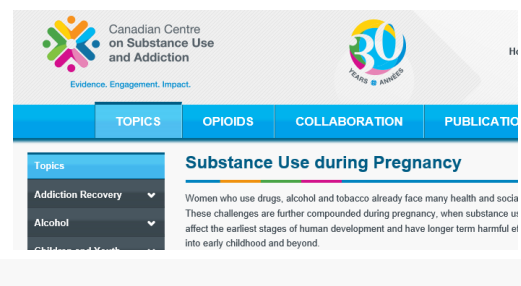 Canadian Centre
on Substance Use
and Addiction
Evidence. Engagement. Impact.
30
YEARS ANNÉES
TOPICS OPIOIDS COLLABORATION
Topics
Substance Use during Pregnancy
Addiction Recovery
Women who use drugs, alcohol and tobacco already face many health and
These challenges are further compounded during pregnancy, when substance
Alcohol
affect the earliest stages of human development and have longer term harmful
into early childhood and beyond.
Children and Youth